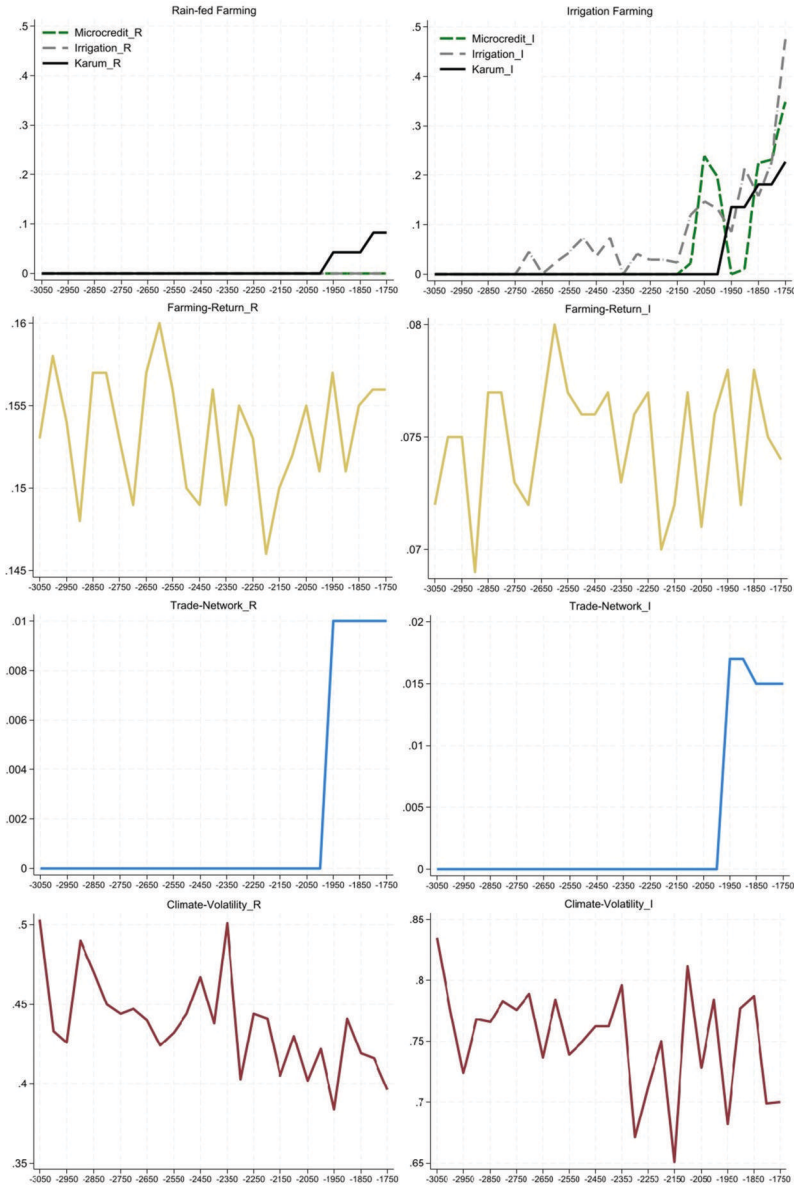 Rain-fed Farming
.5
.4
.3
.2
.1
0
Microcredit_R
Irrigation_R
Karum_R
-3050 -2950 -2850 -2750 -2650 -2550 -2450 -2350 -2250 -2150 -2050 -1950 -1850 -1750
Irrigation Farming
.5
.4
.3
.2
.1
0
Microcredit_I
Irrigation_I
Karum_I
-3050 -2950 -2850 -2750 -2650 -2550 -2450 -2350 -2250 -2150 -2050 -1950 -1850 -1750
Farming-Return_R
.16
.155
.15
.145
-3050 -2950 -2850 -2750 -2650 -2550 -2450 -2350 -2250 -2150 -2050 -1950 -1850 -1750
Farming-Return_I
.08
.075
.07
-3050 -2950 -2850 -2750 -2650 -2550 -2450 -2350 -2250 -2150 -2050 -1950 -1850 -1750
Trade-Network_R
.01
.008
.006
.004
.002
0
-3050 -2950 -2850 -2750 -2650 -2550 -2450 -2350 -2250 -2150 -2050 -1950 -1850 -1750
Trade-Network_I
.02
.015
.01
.005
0
-3050 -2950 -2850 -2750 -2650 -2550 -2450 -2350 -2250 -2150 -2050 -1950 -1850 -1750
Climate-Volatility_R
.5
.45
.4
.35
-3050 -2950 -2850 -2750 -2650 -2550 -2450 -2350 -2250 -2150 -2050 -1950 -1850 -1750
Climate-Volatility_I
.85
.8
.75
.7
.65
-3050 -2950 -2850 -2750 -2650 -2550 -2450 -2350 -2250 -2150 -2050 -1950 -1850 -1750